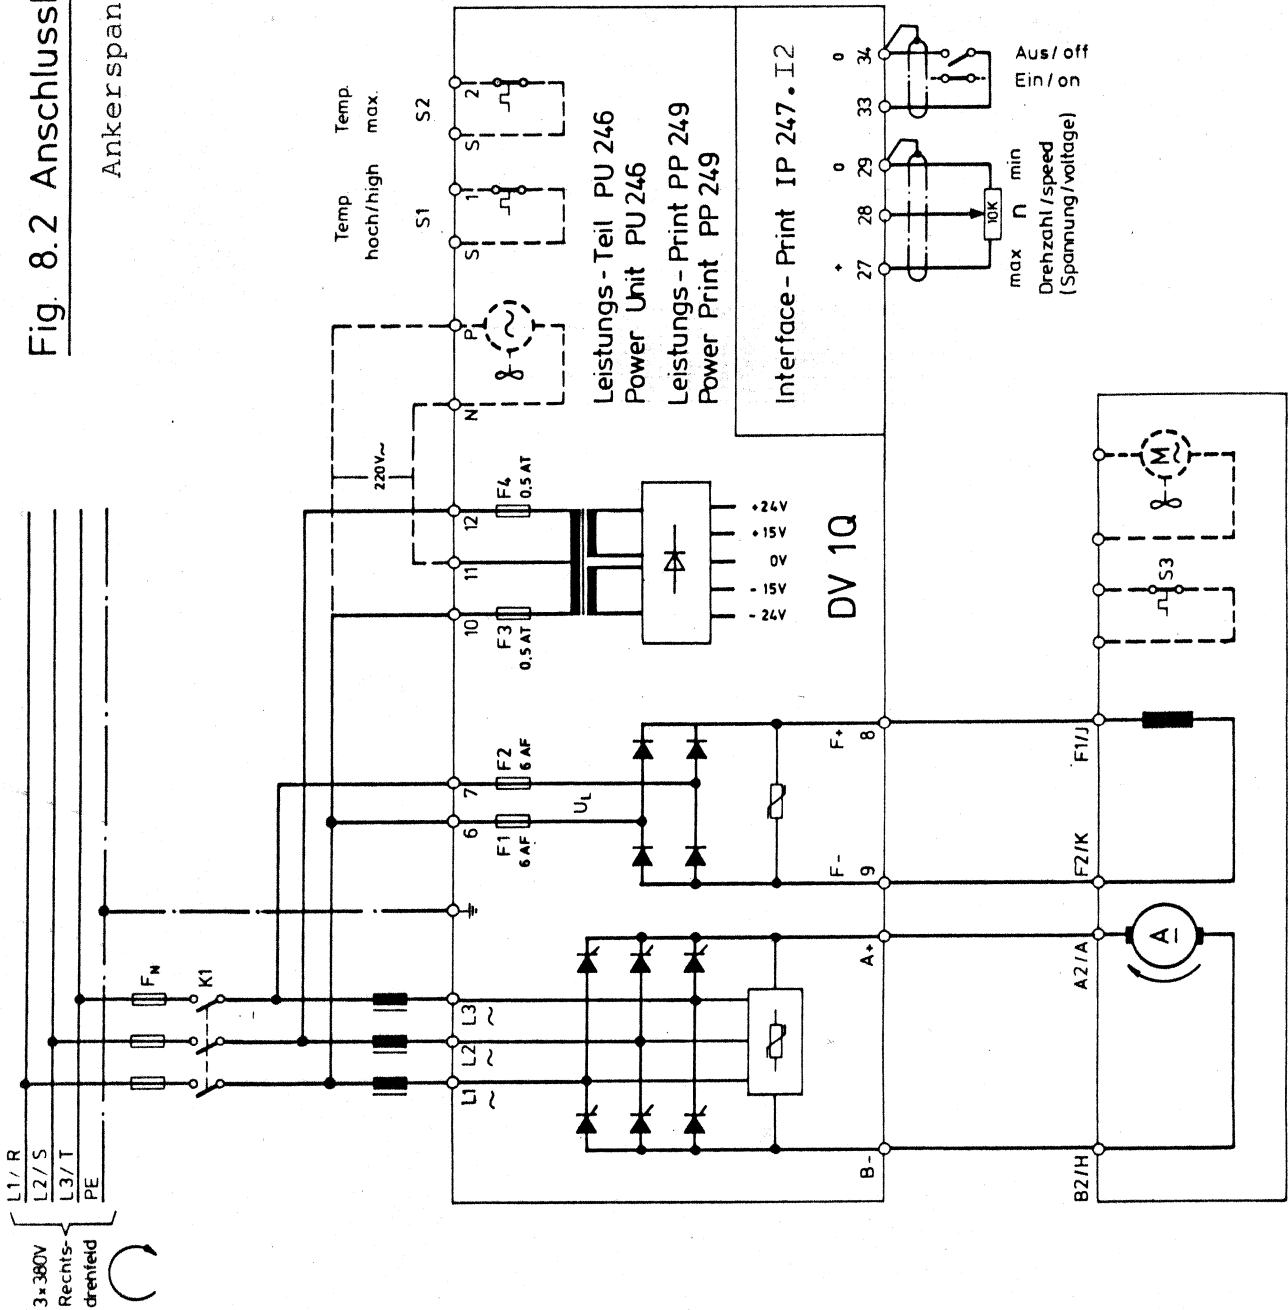 Fig. 8.2 Anschlussl
Ankerspan
3x380V
Rechts-
drehfeld
L1/R
L2/S
L3/T
PE
FN
K1
L1
~
L2
~
L3
~
6
7
F1
6 AF
F2
6 AF
UL
10
11
12
F3
0,5 AT
F4
0,5 AT
220V~
N
P
~
Temp
hoch/high
Temp.
max.
S1
S2
S
1
S
2
+24V
+15V
0V
-15V
-24V
DV 1Q
Leistungs-Teil PU 246
Power Unit PU 246
Leistungs-Print PP 249
Power Print PP 249
Interface-Print IP 247.I2
+
0
0
27
28
29
33
34
10K
max
n
min
Drehzahl/speed
(Spannung/voltage)
Aus/off
Ein/on
B-
A+
F-
9
F+
8
B2/H
A2/A
F2/K
F1/J
A
S3
M
~